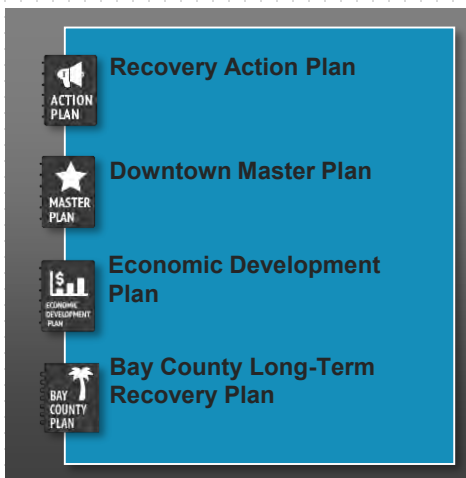 ACTION
PLAN
Recovery Action Plan
MASTER
PLAN
Downtown Master Plan
$
ECONOMIC
DEVELOPMENT
PLAN
Economic Development
Plan
BAY
COUNTY
PLAN
Bay County Long-Term
Recovery Plan